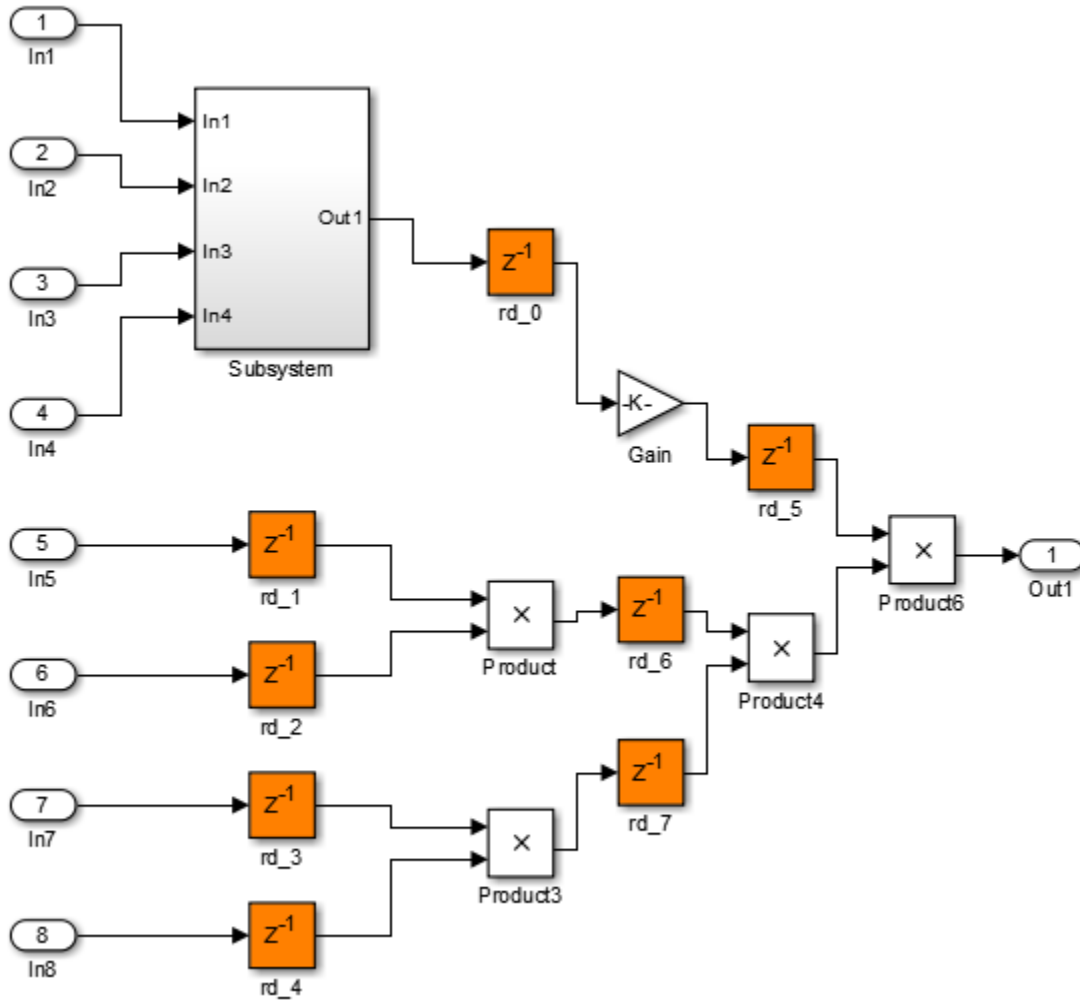 1
In1
2
In2
3
In3
4
In4
In1
In2
In3
In4
Out1
Subsystem
z-1
rd_0
-K-
Gain
z-1
rd_5
5
In5
z-1
rd_1
6
In6
z-1
rd_2
×
Product
z-1
rd_6
×
Product4
×
Product6
1
Out1
7
In7
z-1
rd_3
8
In8
z-1
rd_4
×
Product3
z-1
rd_7